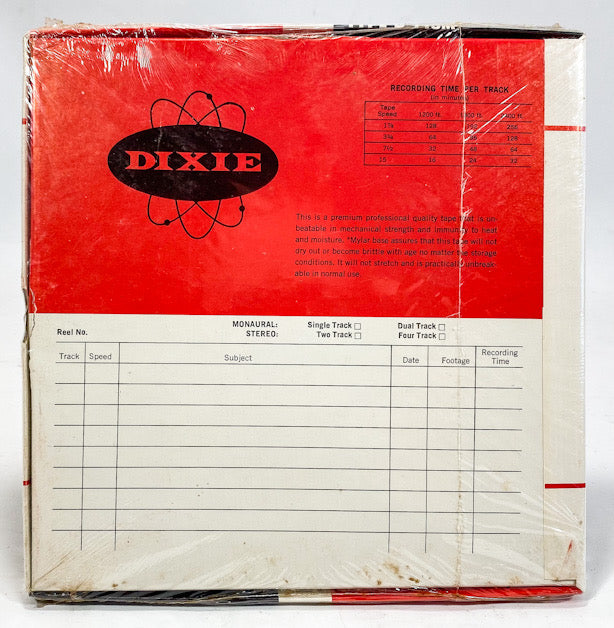 RECORDING TIME PER TRACK
(in minutes)
Tape Speed 1200 ft.
1⅞ 128 256
3¾ 64 128
7½ 32 48 64
15 16 24 32
DIXIE
This is a premium professional quality tape that is un-
beatable in mechanical strength and immunity to heat
and moisture. *Mylar base assures that this tape will not
dry out or become brittle with age no matter the storage
conditions. It will not stretch and is practically unbreak-
able in normal use.
Reel No.
MONAURAL: Single Track □ Dual Track □
STEREO: Two Track □ Four Track □
Track Speed Subject Date Footage Recording Time